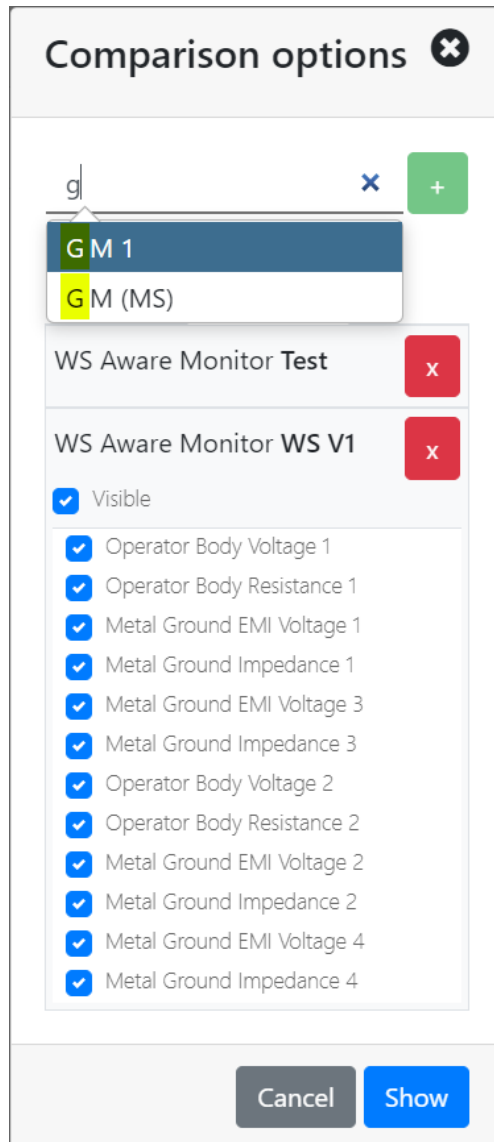 Comparison options
g
+
G M 1
G M (MS)
WS Aware Monitor Test
x
WS Aware Monitor WS V1
x
Visible
Operator Body Voltage 1
Operator Body Resistance 1
Metal Ground EMI Voltage 1
Metal Ground Impedance 1
Metal Ground EMI Voltage 3
Metal Ground Impedance 3
Operator Body Voltage 2
Operator Body Resistance 2
Metal Ground EMI Voltage 2
Metal Ground Impedance 2
Metal Ground EMI Voltage 4
Metal Ground Impedance 4
Cancel
Show